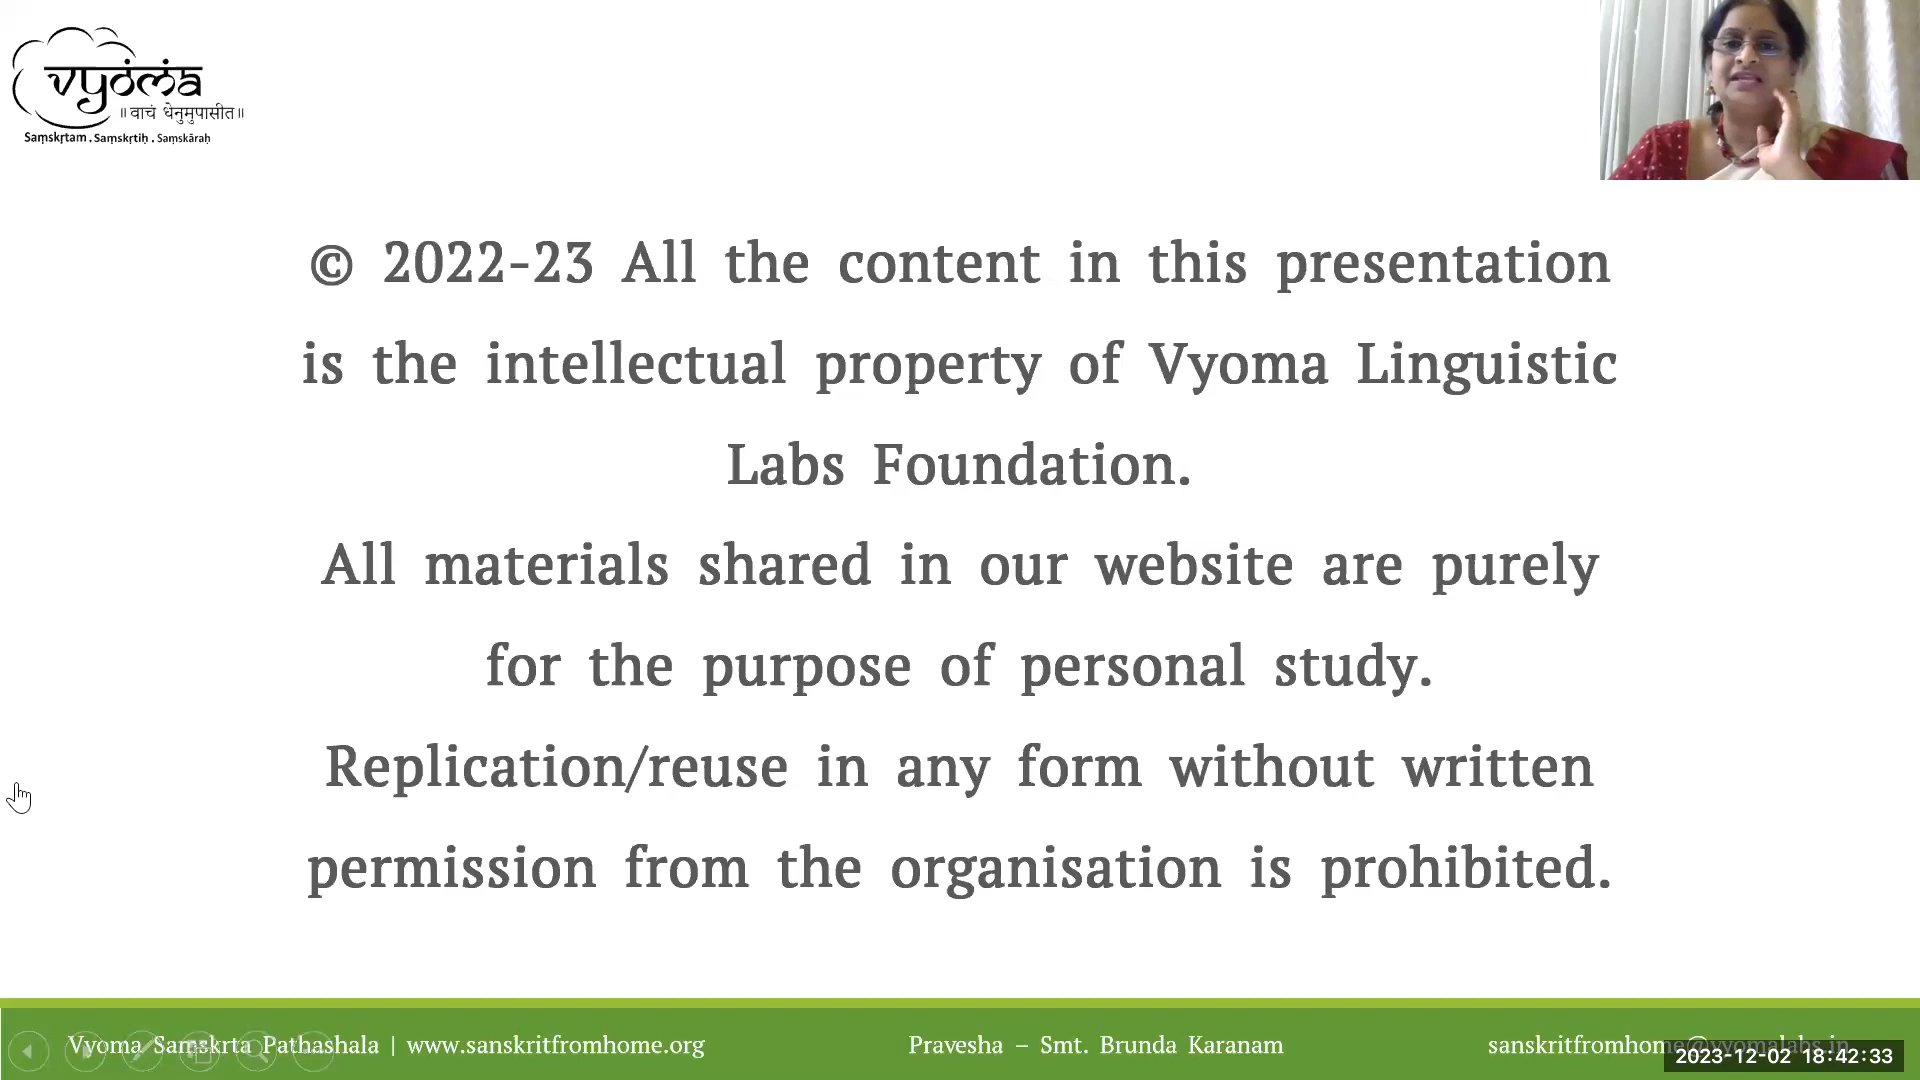 vyoma
॥वाचं धेनुमुपासीत॥
Saṃskṛtam . Saṃskṛtiḥ . Saṃskāraḥ
© 2022-23 All the content in this presentation
is the intellectual property of Vyoma Linguistic
Labs Foundation.
All materials shared in our website are purely
for the purpose of personal study.
Replication/reuse in any form without written
permission from the organisation is prohibited.
Vyoma Samskrta Pathashala | www.sanskritfromhome.org
Pravesha – Smt. Brunda Karanam
sanskritfromhome@vyomalabs.in
2023-12-02 18:42:33